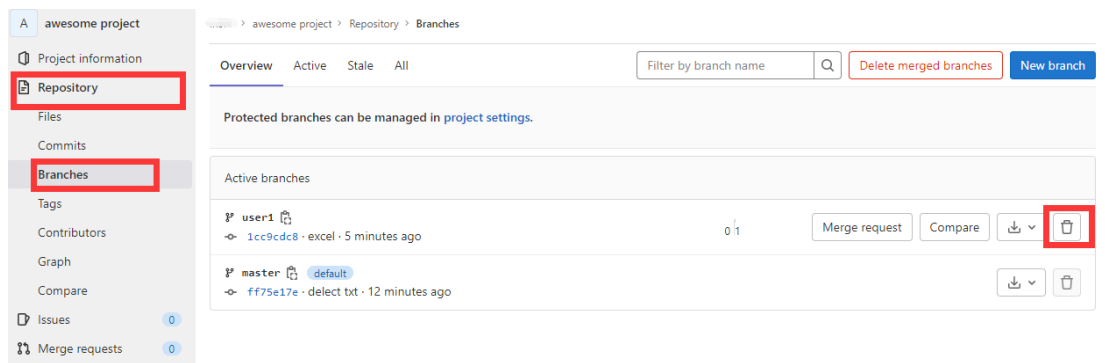 A awesome project
Project information
Repository
Files
Commits
Branches
Tags
Contributors
Graph
Compare
Issues 0
Merge requests 0
> awesome project > Repository > Branches
Overview Active Stale All Filter by branch name Delete merged branches New branch
Protected branches can be managed in project settings.
Active branches
user1
1cc9cdc8 · excel · 5 minutes ago
0 1 Merge request Compare
master default
ff75e17e · delect txt · 12 minutes ago